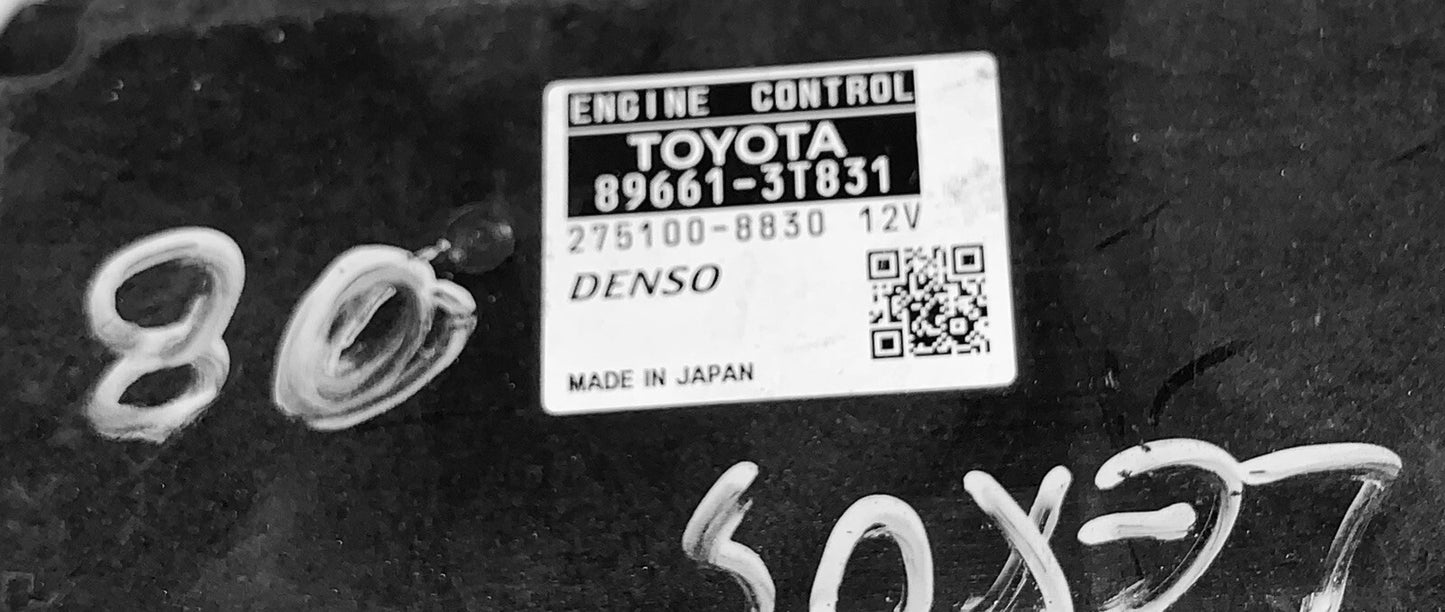 ENGINE CONTROL
TOYOTA
89661-3T831
275100-8830 12V
DENSO
MADE IN JAPAN
80